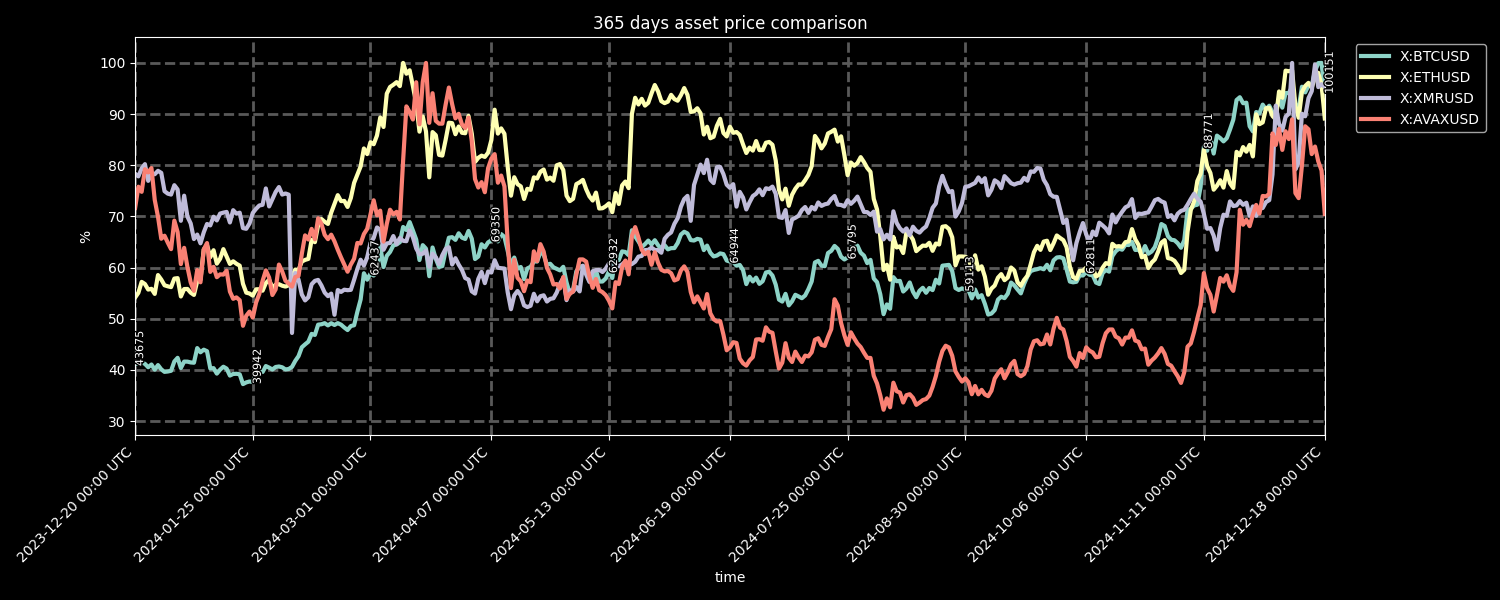 365 days asset price comparison
X:BTCUSD
X:ETHUSD
X:XMRUSD
X:AVAXUSD
%
100
90
80
70
60
50
40
30
43675
39942
62437
69350
62932
64944
65795
59113
62811
88771
100151
2023-12-20 00:00 UTC
2024-01-25 00:00 UTC
2024-03-01 00:00 UTC
2024-04-07 00:00 UTC
2024-05-13 00:00 UTC
2024-06-19 00:00 UTC
2024-07-25 00:00 UTC
2024-08-30 00:00 UTC
2024-10-06 00:00 UTC
2024-11-11 00:00 UTC
2024-12-18 00:00 UTC
time